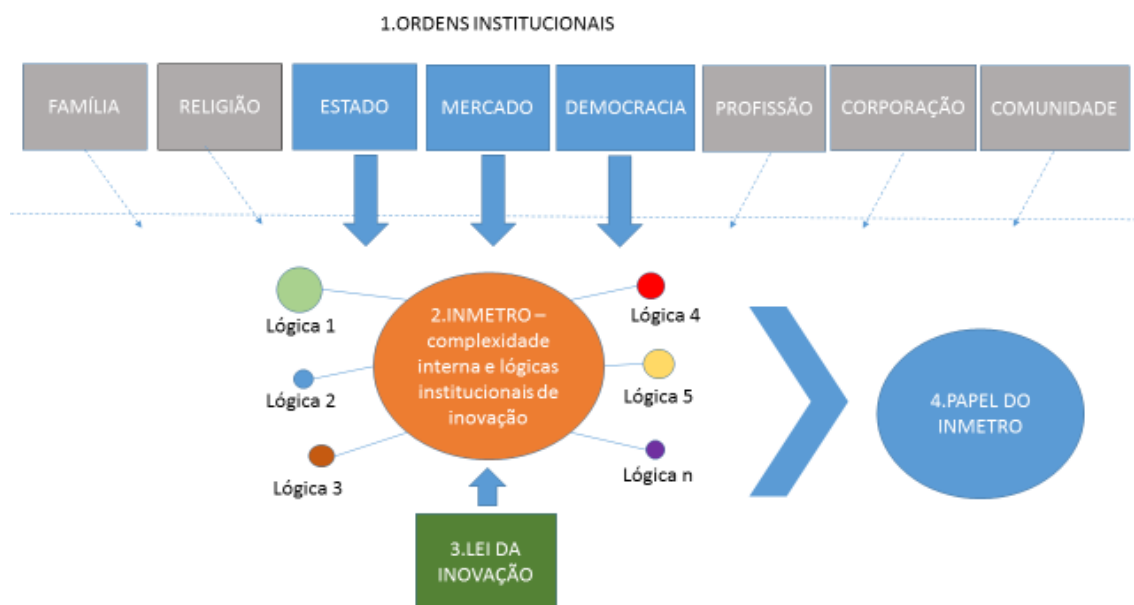 1.ORDENS INSTITUCIONAIS
FAMÍLIA
RELIGIÃO
ESTADO
MERCADO
DEMOCRACIA
PROFISSÃO
CORPORAÇÃO
COMUNIDADE
Lógica 1
Lógica 2
Lógica 3
2.INMETRO –
complexidade
interna e lógicas
institucionais de
inovação
Lógica 4
Lógica 5
Lógica n
3.LEI DA
INOVAÇÃO
4.PAPEL DO
INMETRO